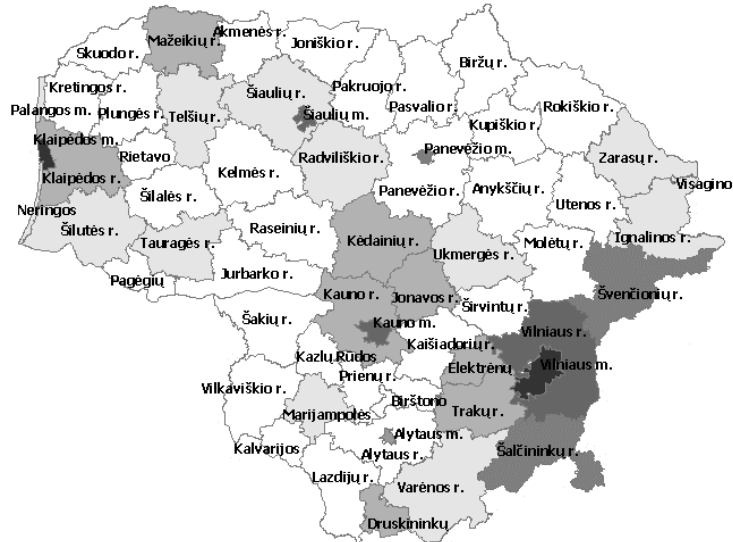 Akmenės r.
Skuodo r.
Mažeikių r.
Joniškio r.
Biržų r.
Kretingos r.
Palangos m.
Plungės r.
Telšių r.
Šiaulių r.
Pakruojo r.
Pasvalio r.
Rokiškio r.
Šiaulių m.
Kupiškio r.
Klaipėdos m.
Rietavo
Radviliškio r.
Panevėžio m.
Zarasų r.
Klaipėdos r.
Kelmės r.
Šilalės r.
Panevėžio r.
Anykščių r.
Visagino
Utenos r.
Neringos
Šilutės r.
Tauragės r.
Raseinių r.
Kėdainių r.
Ukmergės r.
Molėtų r.
Ignalinos r.
Pagėgių
Jurbarko r.
Kauno r.
Jonavos r.
Širvintų r.
Švenčionių r.
Šakių r.
Kauno m.
Vilniaus r.
Kazlų Rūdos
Kaišiadorių r.
Elektrėnų
Vilniaus m.
Prienų r.
Vilkaviškio r.
Birštono
Marijampolės
Trakų r.
Alytaus m.
Kalvarijos
Alytaus r.
Šalčininkų r.
Lazdijų r.
Varėnos r.
Druskininkų